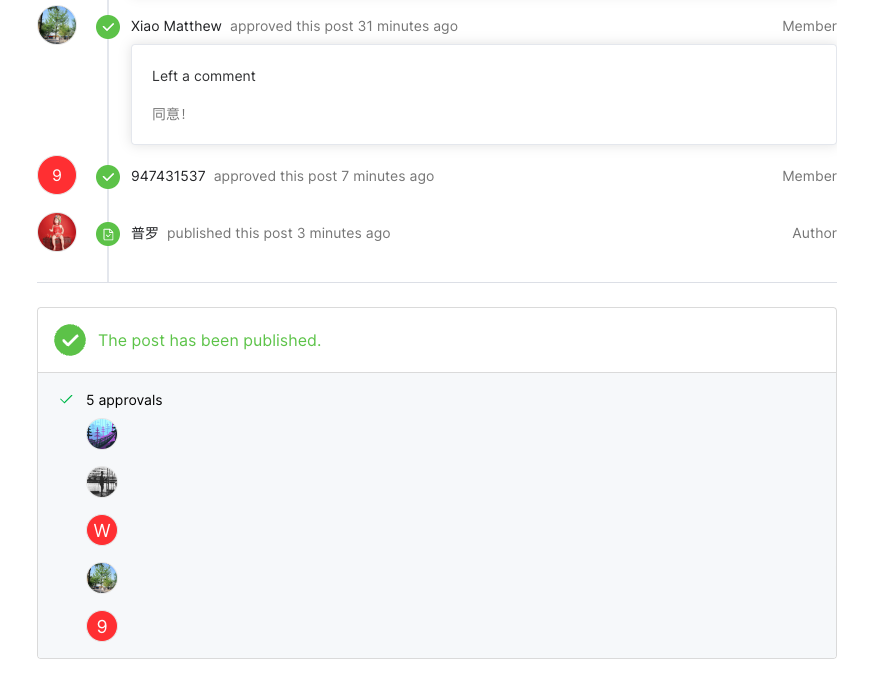 Xiao Matthew approved this post 31 minutes ago Member
Left a comment
同意！
9 947431537 approved this post 7 minutes ago Member
普罗 published this post 3 minutes ago Author
The post has been published.
5 approvals
W
9